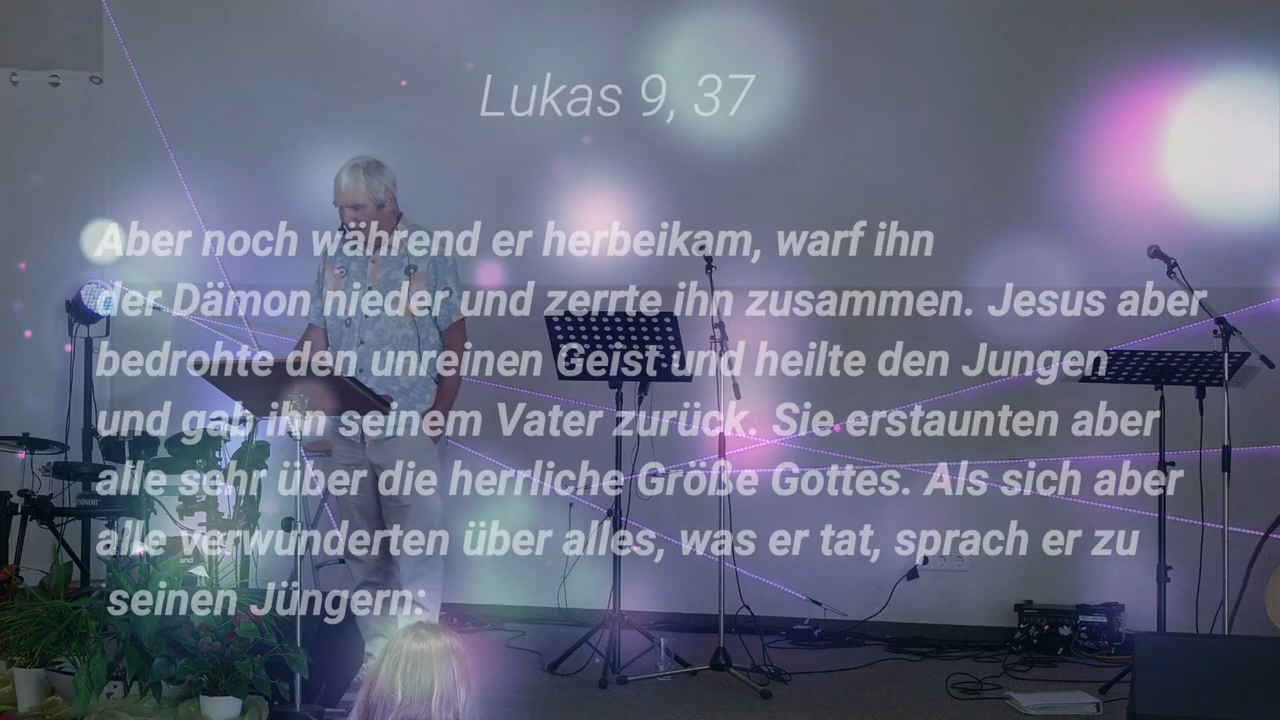 Lukas 9, 37
Aber noch während er herbeikam, warf ihn
der Dämon nieder und zerrte ihn zusammen. Jesus aber
bedrohte den unreinen Geist und heilte den Jungen
und gab ihn seinem Vater zurück. Sie erstaunten aber
alle sehr über die herrliche Größe Gottes. Als sich aber
alle verwunderten über alles, was er tat, sprach er zu
seinen Jüngern:
and